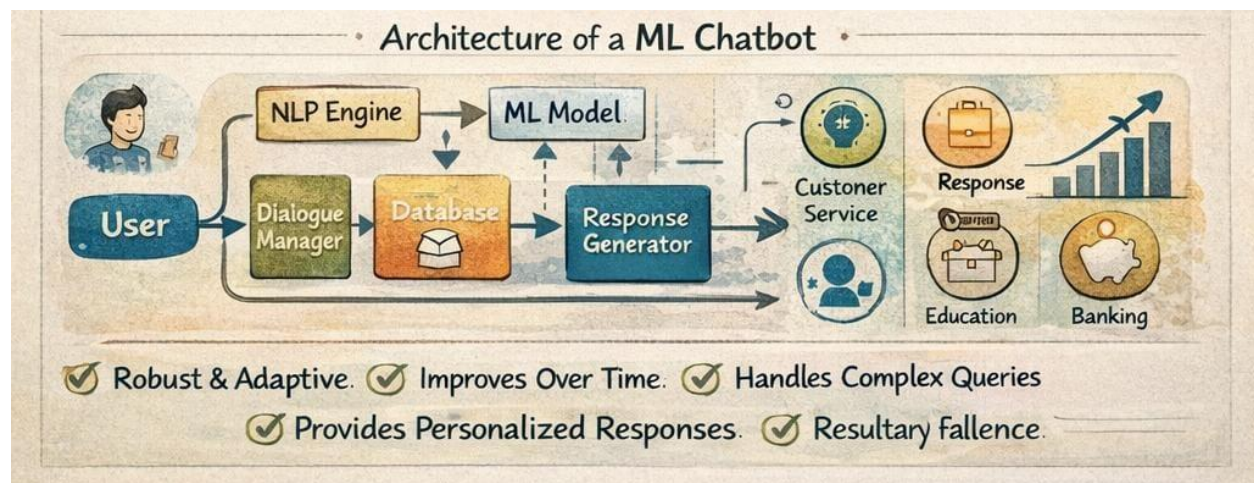 Architecture of a ML Chatbot
NLP Engine
ML Model.
User
Dialogue
Manager
Database
Response
Generator
Custoner
Service
Response
Education
Banking
Robust & Adaptive.
Improves Over Time.
Handles Complex Queries
Provides Personalized Responses.
Resultary fallence.